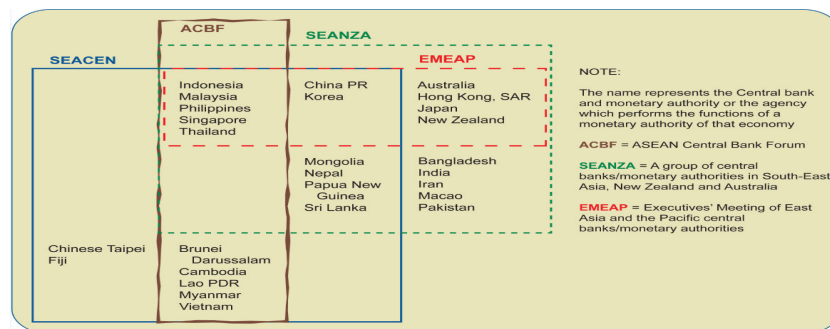 ACBF
SEANZA
SEACEN
EMEAP
Indonesia
Malaysia
Philippines
Singapore
Thailand
China PR
Korea
Australia
Hong Kong, SAR
Japan
New Zealand
Mongolia
Nepal
Papua New
Guinea
Sri Lanka
Bangladesh
India
Iran
Macao
Pakistan
Chinese Taipei
Fiji
Brunei
Darussalam
Cambodia
Lao PDR
Myanmar
Vietnam
NOTE:
The name represents the Central bank
and monetary authority or the agency
which performs the functions of a
monetary authority of that economy
ACBF = ASEAN Central Bank Forum
SEANZA = A group of central
banks/monetary authorities in South-East
Asia, New Zealand and Australia
EMEAP = Executives' Meeting of East
Asia and the Pacific central
banks/monetary authorities